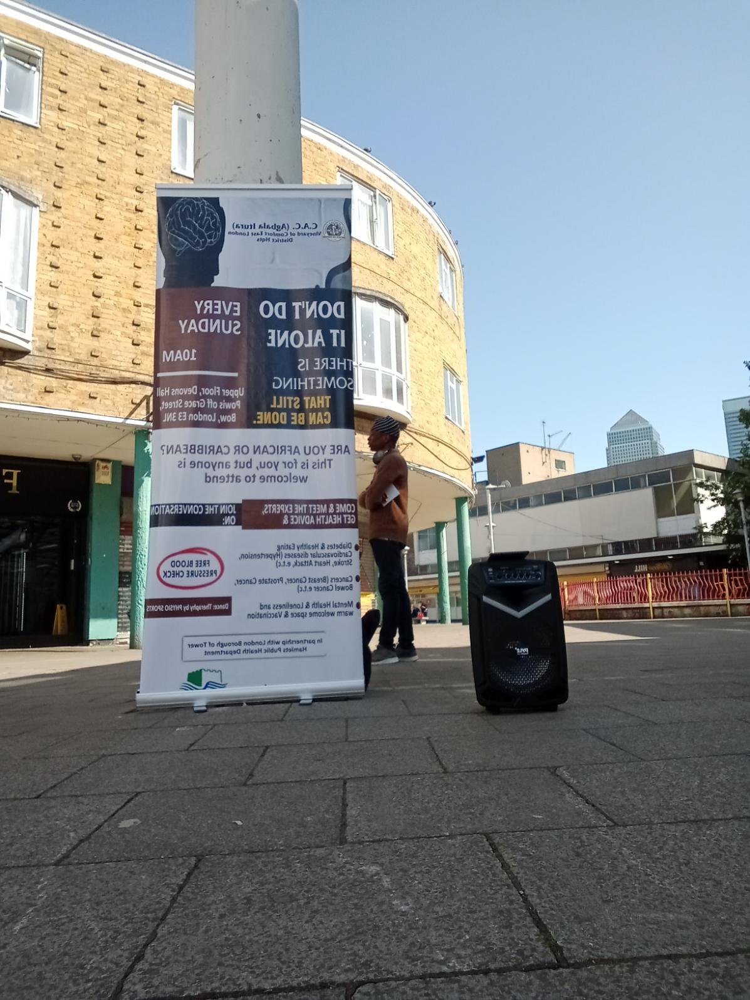 C.A.C. (Agbala Itura)
Vineyard of Comfort East London
District Hqts
DON'T DO
IT ALONE
THERE IS
SOMETHING
THAT STILL
CAN BE DONE.
EVERY
SUNDAY
10AM
Upper Floor, Devons Hall
Powis off Grace Street,
Bow, London E3 3NL
ARE YOU AFRICAN OR CARIBBEAN?
This is for you, but anyone is
welcome to attend
COME & MEET THE EXPERTS,
GET HEALTH ADVICE &
JOIN THE CONVERSATION
ON:
Diabetes & Healthy Eating
Cardiovascular diseases (Hypertension,
Stroke, Heart Attack, e.t.c)
Cancers (Breast Cancer, Prostate Cancer,
Bowel Cancer e.t.c)
Mental Health & Loneliness and
warm welcome space & Vaccination
FREE BLOOD
PRESSURE CHECK
Dance: Theraphy by PHYSIO SPORTS
In partnership with London Borough of Tower
Hamlets Public Health Department
F
PYLE
HILL